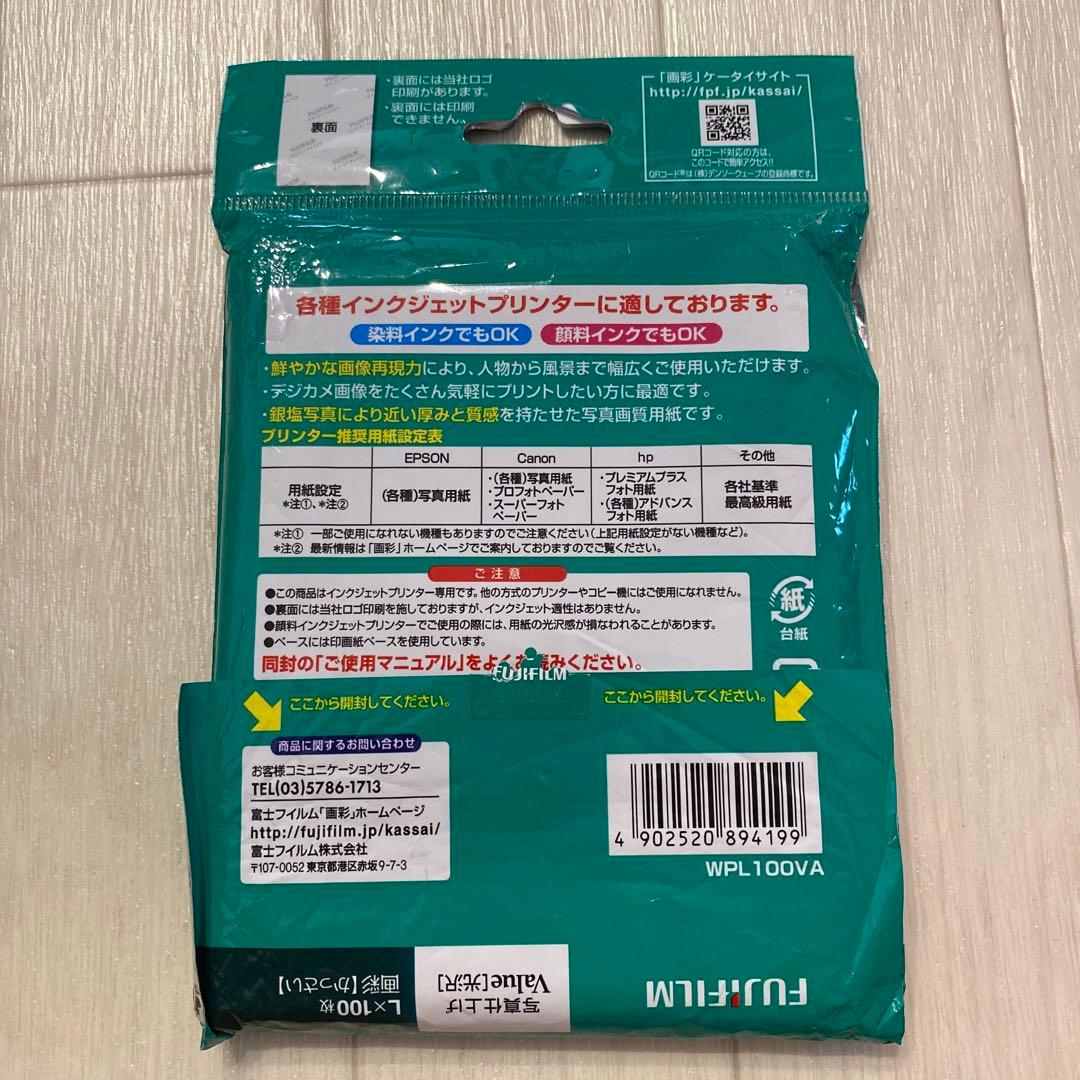 ・裏面には当社ロゴ
印刷があります。
・裏面には印刷
できません。
裏面
「画彩」ケータイサイト
http://fpf.jp/kassai/
QRコード対応の方は、
このコードで簡単アクセス!!
QRコード®は(株)デンソーウェーブの登録商標です。
各種インクジェットプリンターに適しております。
染料インクでもOK 顔料インクでもOK
・鮮やかな画像再現力により、人物から風景まで幅広くご使用いただけます。
・デジカメ画像をたくさん気軽にプリントしたい方に最適です。
・銀塩写真により近い厚みと質感を持たせた写真画質用紙です。
プリンター推奨用紙設定表
EPSON Canon hp その他
用紙設定
*注①、*注②
(各種)写真用紙
・(各種)写真用紙
・プロフォトペーパー
・スーパーフォト
ペーパー
・プレミアムプラス
フォト用紙
・(各種)アドバンス
フォト用紙
各社基準
最高級用紙
*注① 一部ご使用になれない機種もありますのでご注意ください(上記用紙設定がない機種など)。
*注② 最新情報は「画彩」ホームページでご案内しておりますのでご覧ください。
ご注意
●この商品はインクジェットプリンター専用です。他の方式のプリンターやコピー機にはご使用になれません。
●裏面には当社ロゴ印刷を施しておりますが、インクジェット適性はありません。
●顔料インクジェットプリンターでご使用の際には、用紙の光沢感が損なわれることがあります。
●ベースには印画紙ベースを使用しています。
同封の「ご使用マニュアル」をよくお読みください。
紙
台紙
FUJIFILM
ここから開封してください。
ここから開封してください。
商品に関するお問い合わせ
お客様コミュニケーションセンター
TEL(03)5786-1713
富士フイルム「画彩」ホームページ
http://fujifilm.jp/kassai/
富士フイルム株式会社
〒107-0052 東京都港区赤坂9-7-3
4 902520 894199
WPL100VA
FUJIFILM
写真仕上げ
Value[光沢]
画彩【かっさい】
L×100枚